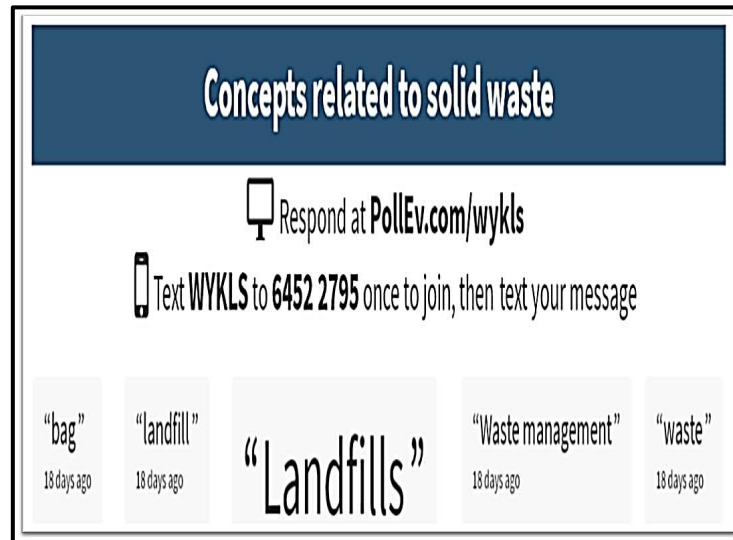 Concepts related to solid waste
Respond at PollEv.com/wykls
Text WYKLS to 6452 2795 once to join, then text your message
“bag”
18 days ago
“landfill”
18 days ago
“Landfills”
“Waste management”
18 days ago
“waste”
18 days ago